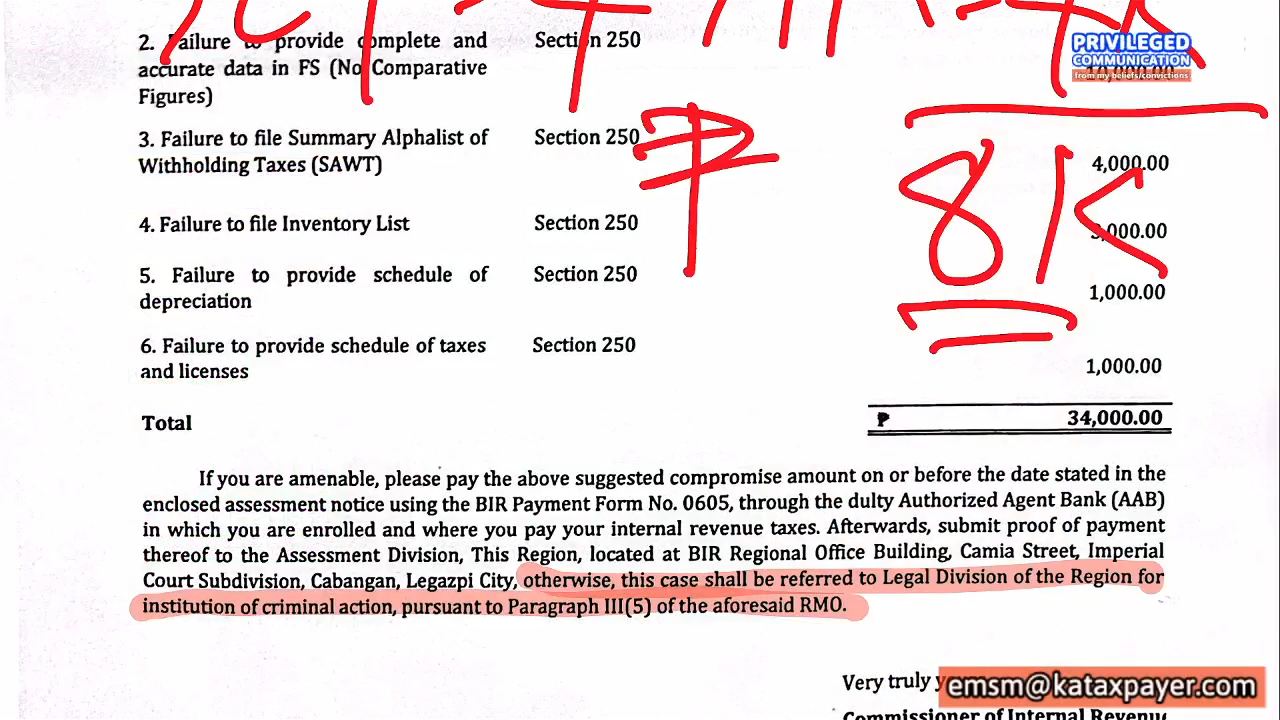 PRIVILEGED
COMMUNICATION
from my beliefs/convictions
2. Failure to provide complete and Section 250
accurate data in FS (No Comparative
Figures)
3. Failure to file Summary Alphalist of Section 250
Withholding Taxes (SAWT) 4,000.00
₱ 8K
4. Failure to file Inventory List Section 250 ,000.00
5. Failure to provide schedule of Section 250
depreciation 1,000.00
6. Failure to provide schedule of taxes Section 250
and licenses 1,000.00
Total ₱ 34,000.00
If you are amenable, please pay the above suggested compromise amount on or before the date stated in the
enclosed assessment notice using the BIR Payment Form No. 0605, through the dulty Authorized Agent Bank (AAB)
in which you are enrolled and where you pay your internal revenue taxes. Afterwards, submit proof of payment
thereof to the Assessment Division, This Region, located at BIR Regional Office Building, Camia Street, Imperial
Court Subdivision, Cabangan, Legazpi City, otherwise, this case shall be referred to Legal Division of the Region for
institution of criminal action, pursuant to Paragraph III(5) of the aforesaid RMO.
Very truly
emsm@kataxpayer.com
Commissioner of Internal Revenu